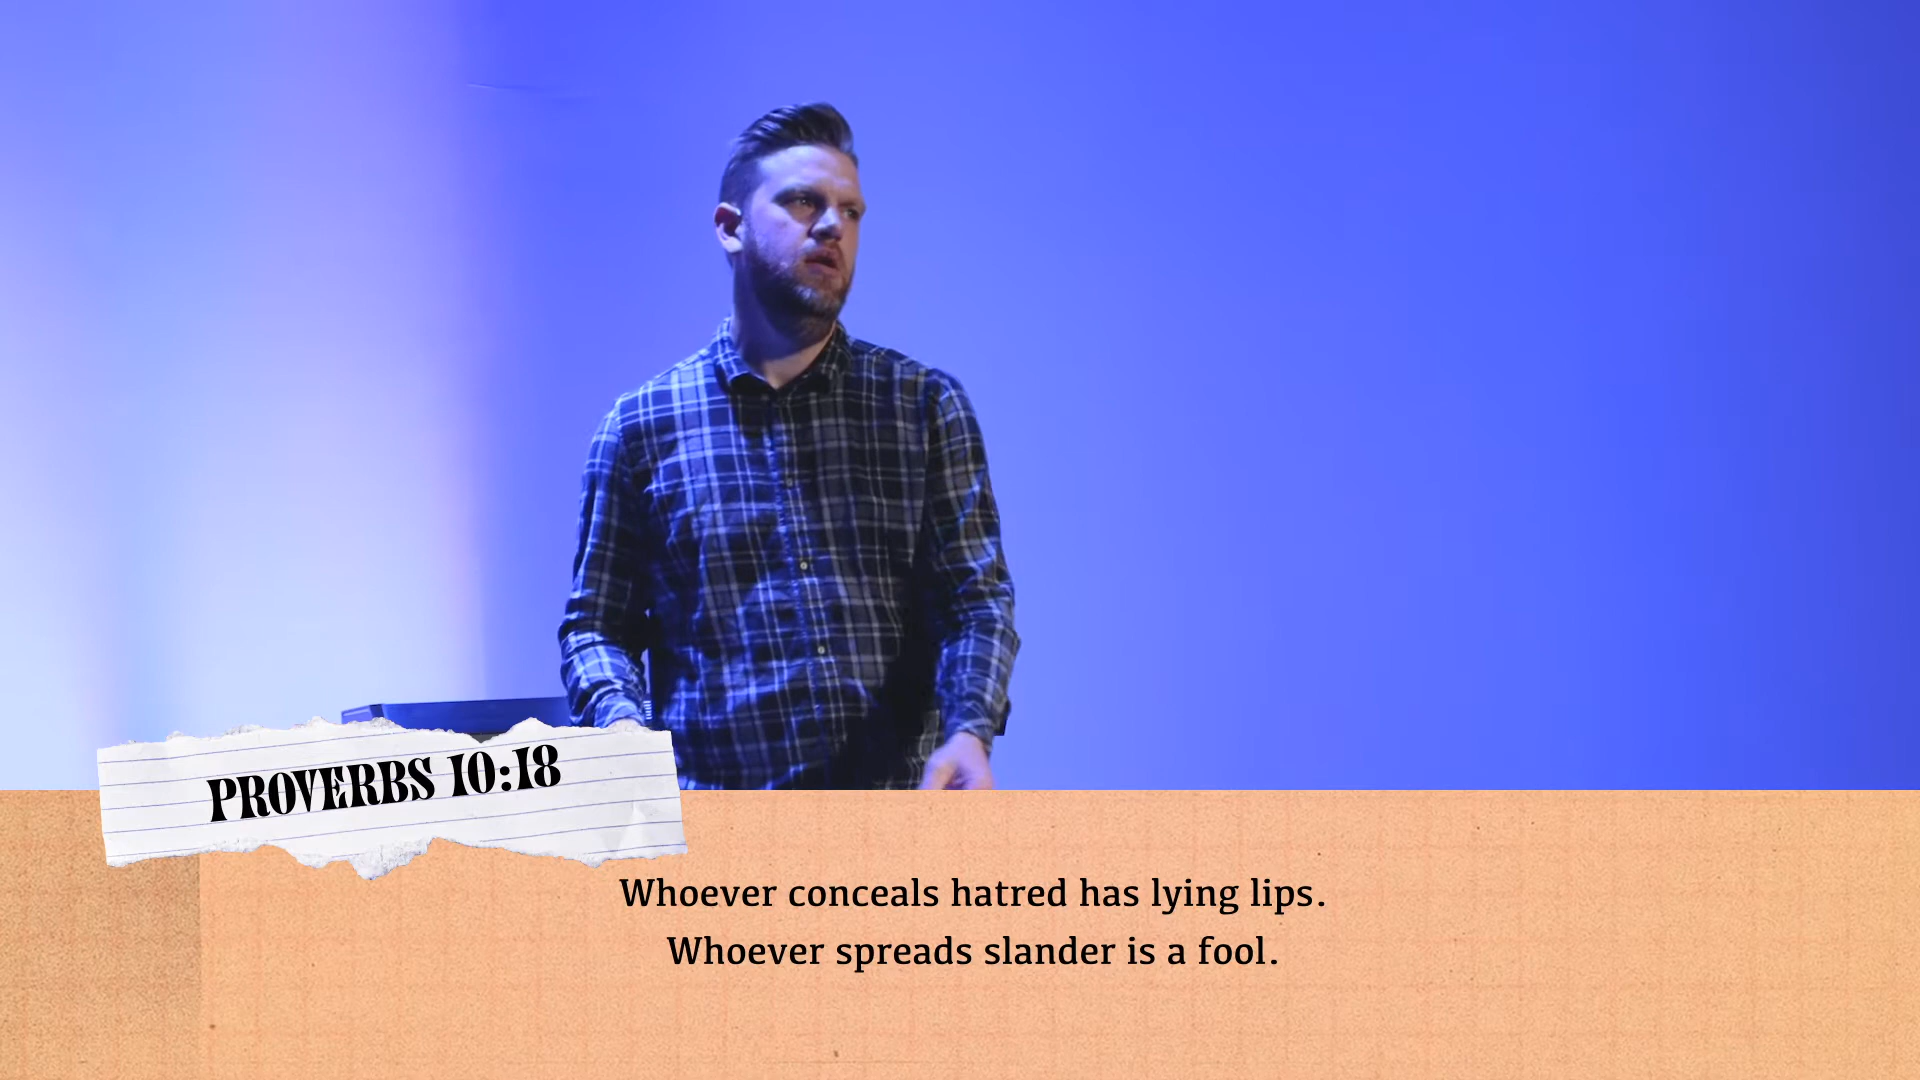 PROVERBS 10:18
Whoever conceals hatred has lying lips.
Whoever spreads slander is a fool.